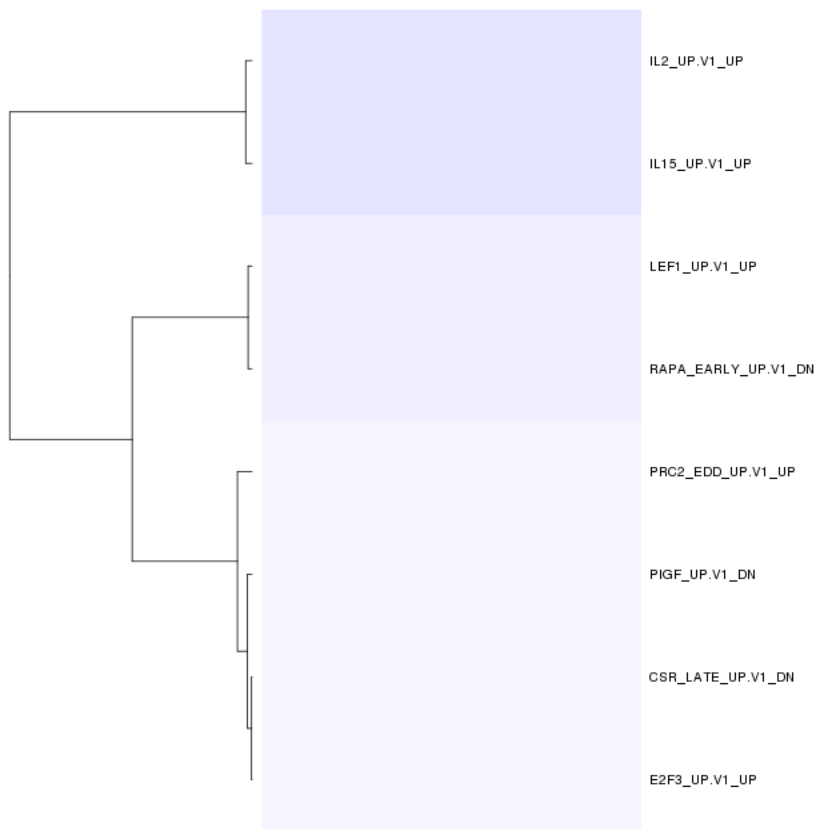 IL2_UP.V1_UP
IL15_UP.V1_UP
LEF1_UP.V1_UP
RAPA_EARLY_UP.V1_DN
PRC2_EDD_UP.V1_UP
PIGF_UP.V1_DN
CSR_LATE_UP.V1_DN
E2F3_UP.V1_UP